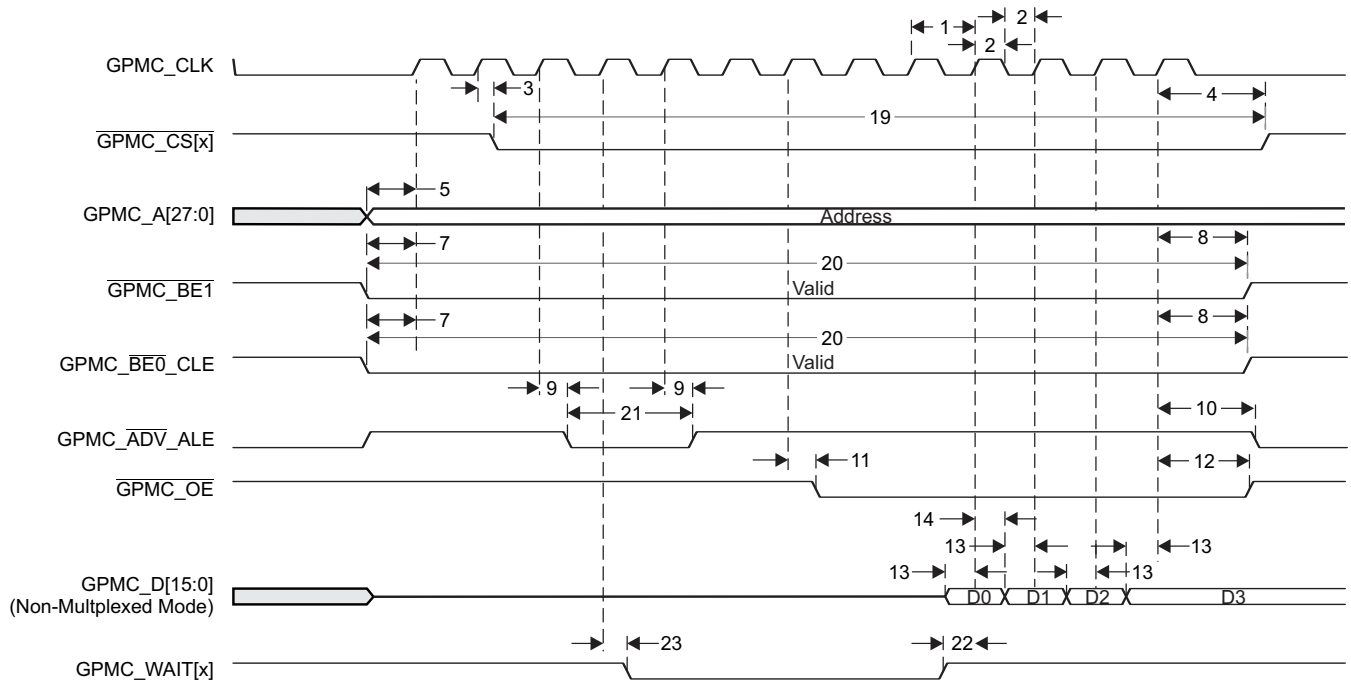 2
1
2
GPMC_CLK
3
4
19
GPMC_CS[x]
5
GPMC_A[27:0]
Address
7
8
20
GPMC_BE1
Valid
7
8
20
GPMC_BE0_CLE
Valid
9
9
21
10
GPMC_ADV_ALE
11
12
GPMC_OE
14
13
13
13
13
GPMC_D[15:0]
(Non-Multplexed Mode)
D0
D1
D2
D3
23
22
GPMC_WAIT[x]